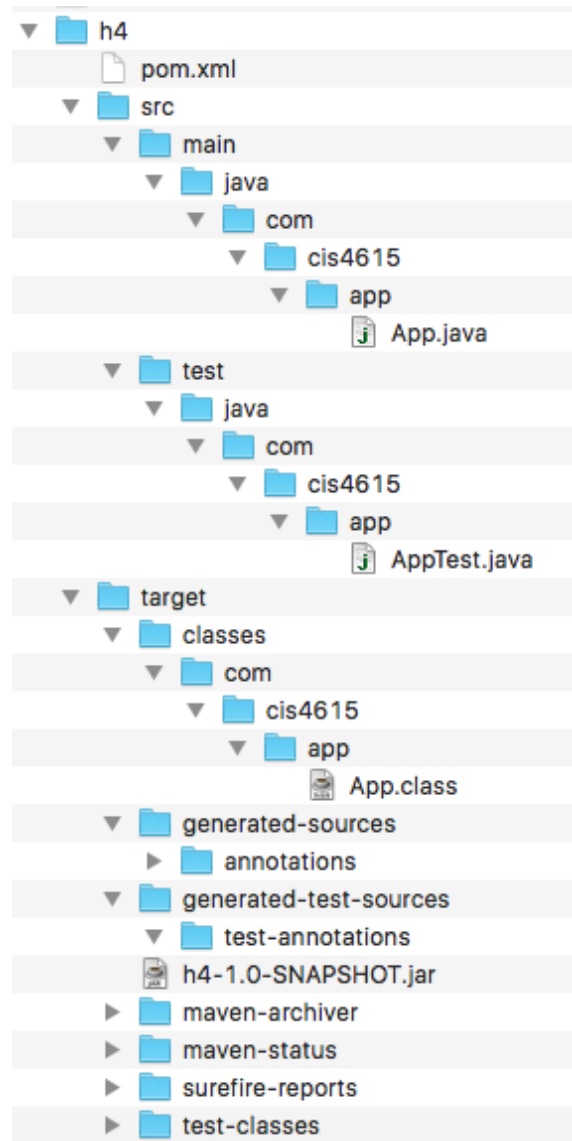 h4
pom.xml
src
main
java
com
cis4615
app
App.java
test
java
com
cis4615
app
AppTest.java
target
classes
com
cis4615
app
App.class
generated-sources
annotations
generated-test-sources
test-annotations
h4-1.0-SNAPSHOT.jar
maven-archiver
maven-status
surefire-reports
test-classes